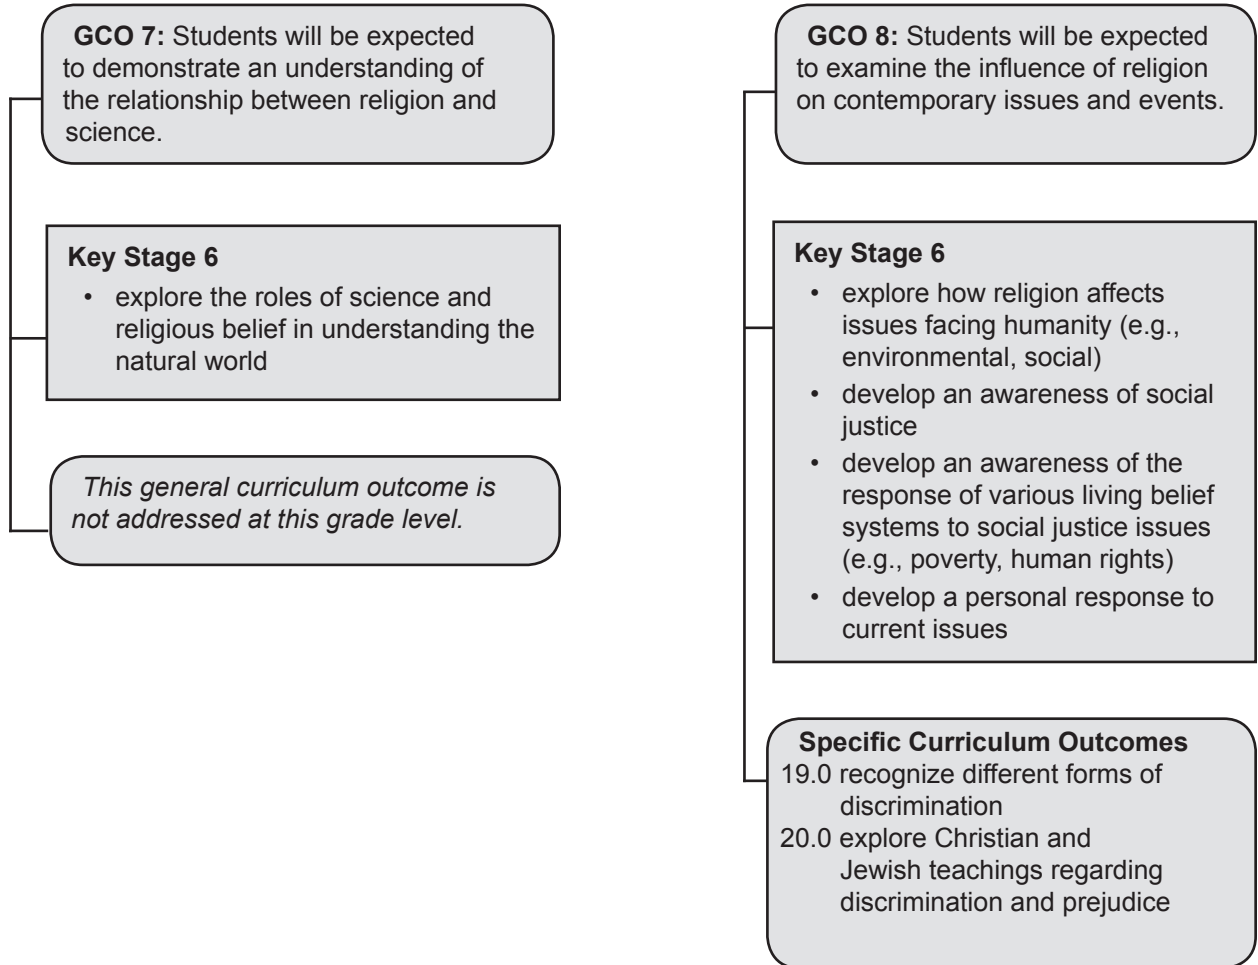 GCO 7: Students will be expected
to demonstrate an understanding of
the relationship between religion and
science.
Key Stage 6
• explore the roles of science and
religious belief in understanding the
natural world
This general curriculum outcome is
not addressed at this grade level.
GCO 8: Students will be expected
to examine the influence of religion
on contemporary issues and events.
Key Stage 6
• explore how religion affects
issues facing humanity (e.g.,
environmental, social)
• develop an awareness of social
justice
• develop an awareness of the
response of various living belief
systems to social justice issues
(e.g., poverty, human rights)
• develop a personal response to
current issues
Specific Curriculum Outcomes
19.0 recognize different forms of
discrimination
20.0 explore Christian and
Jewish teachings regarding
discrimination and prejudice